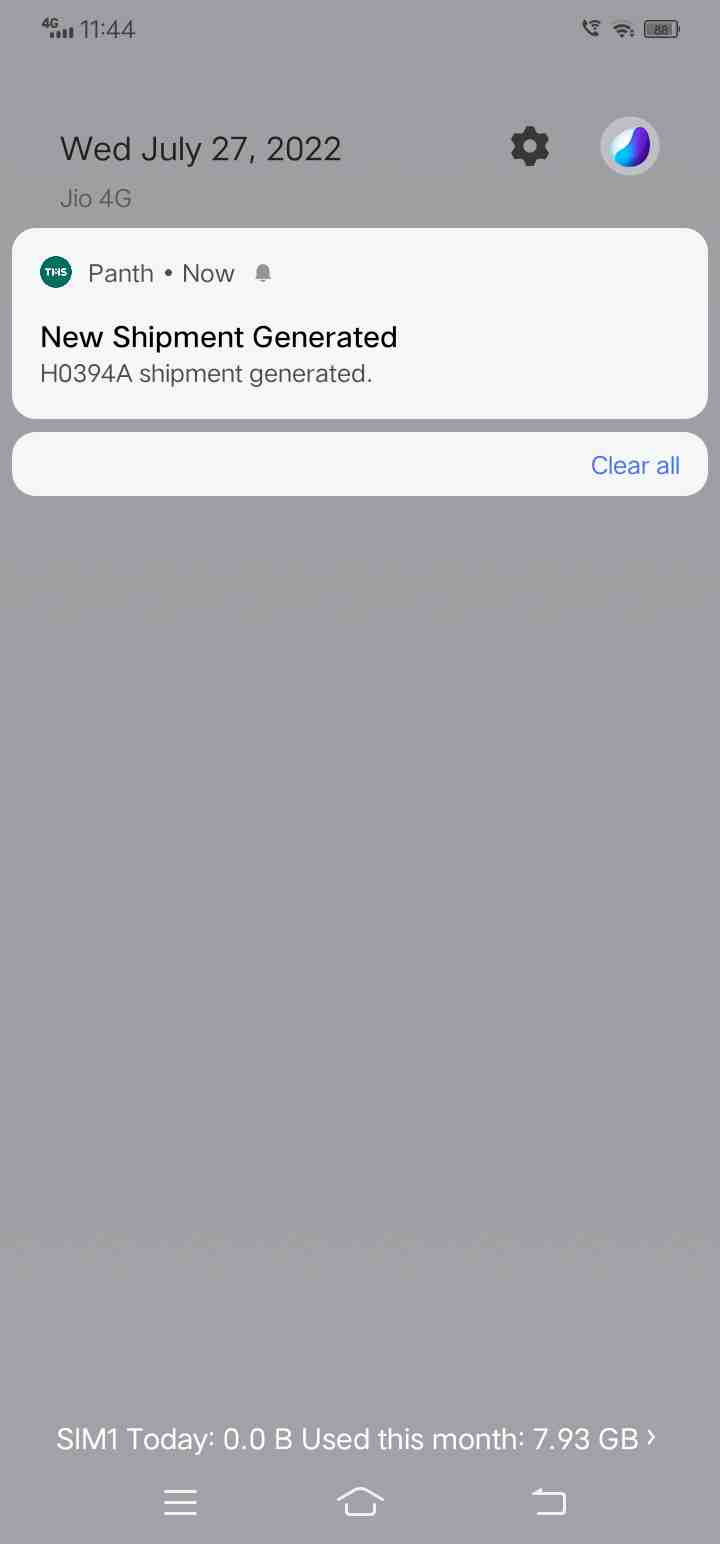 4G 11:44 88
Wed July 27, 2022
Jio 4G
THS Panth • Now
New Shipment Generated
H0394A shipment generated.
Clear all
SIM1 Today: 0.0 B Used this month: 7.93 GB ›